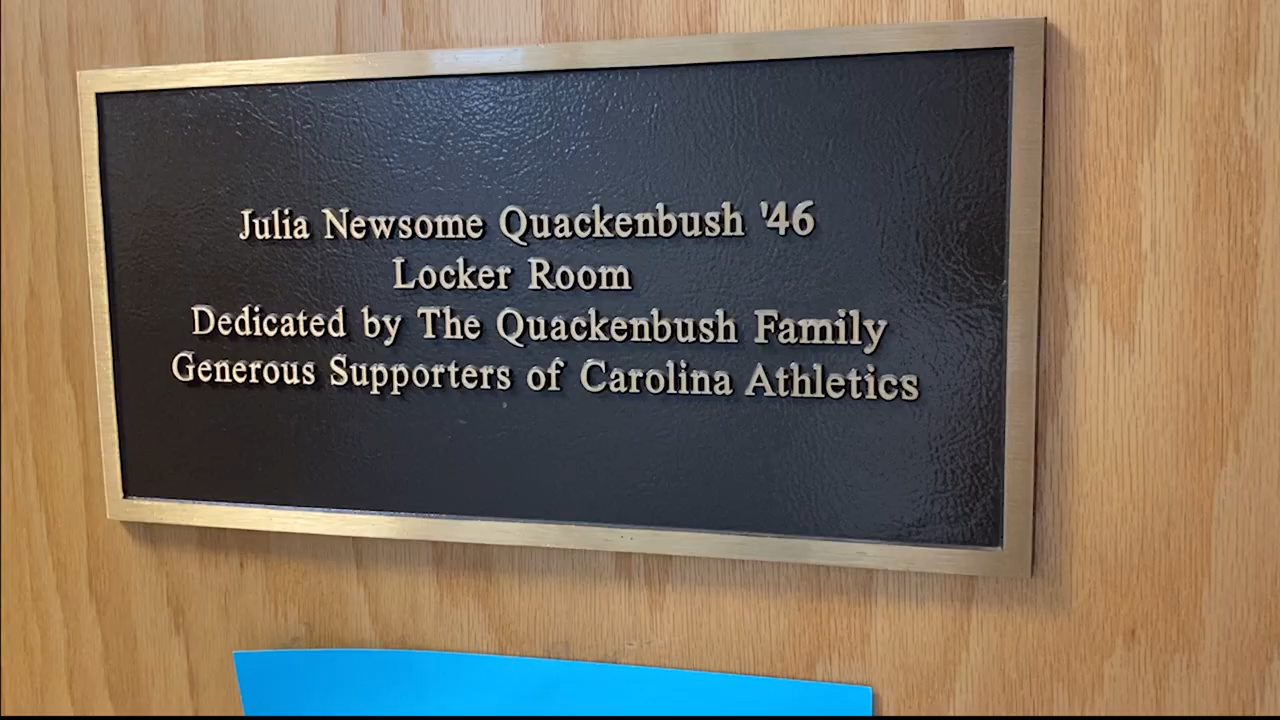 Julia Newsome Quackenbush '46
Locker Room
Dedicated by The Quackenbush Family
Generous Supporters of Carolina Athletics